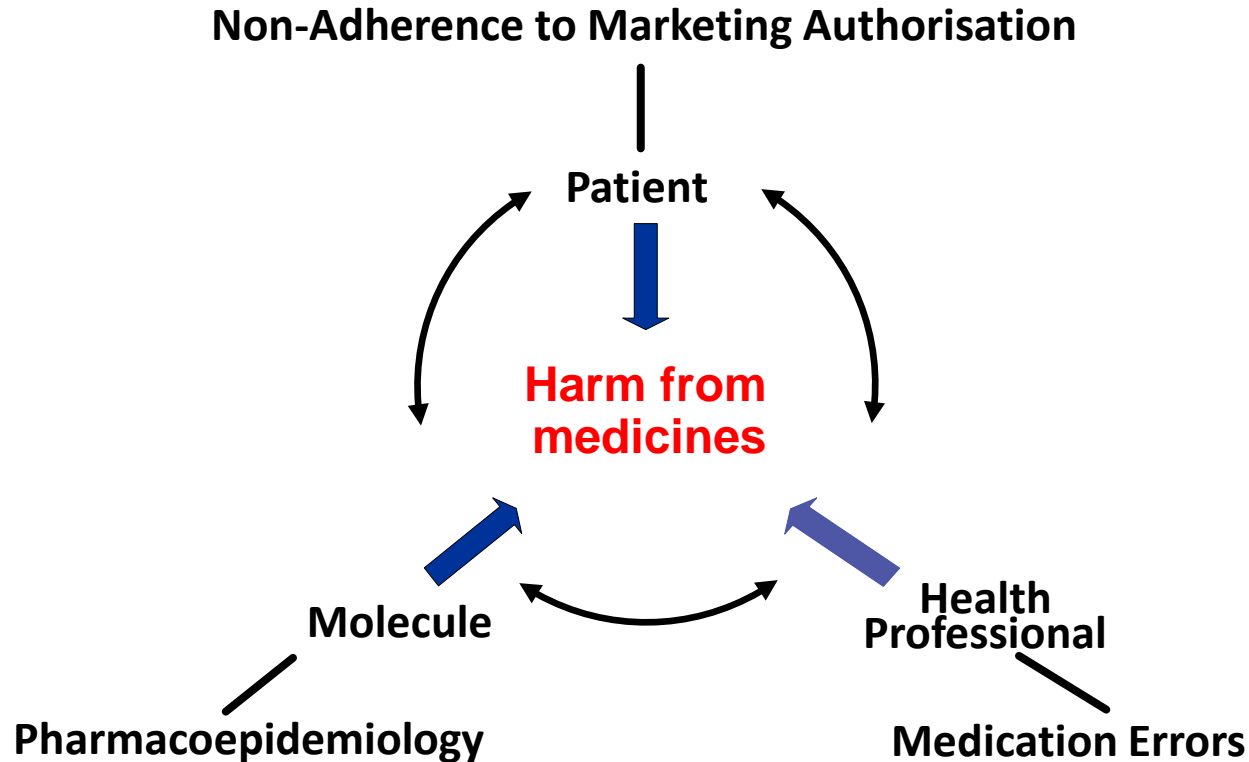 Non-Adherence to Marketing Authorisation
Patient
Harm from
medicines
Molecule
Health
Professional
Pharmacoepidemiology
Medication Errors